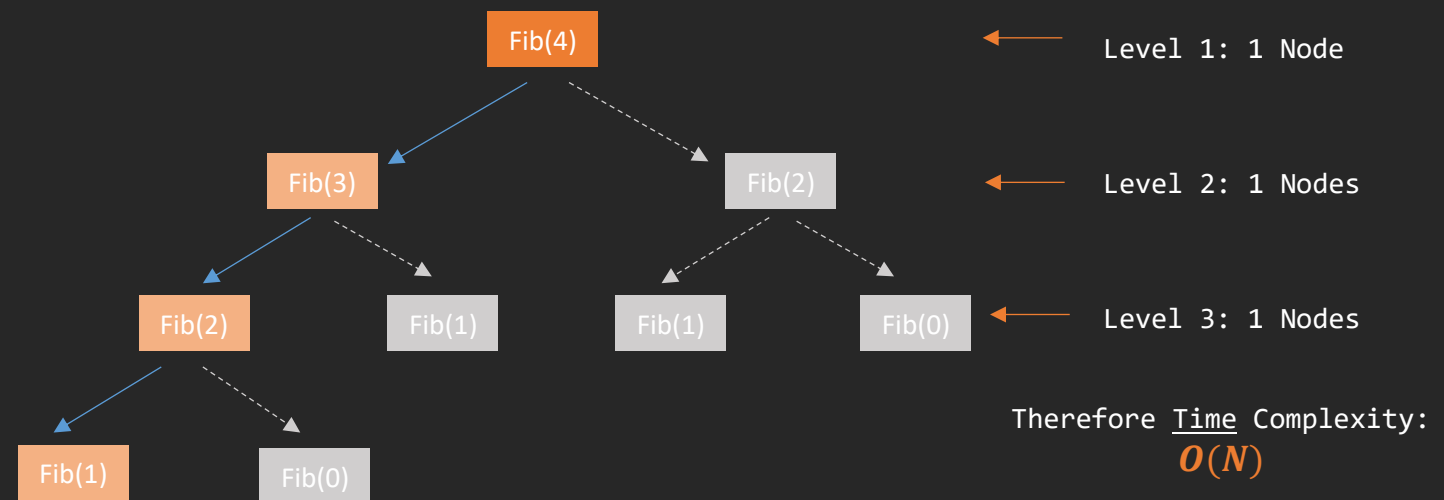 Fib(4)
Level 1: 1 Node
Fib(3)
Fib(2)
Level 2: 1 Nodes
Fib(2)
Fib(1)
Fib(1)
Fib(0)
Level 3: 1 Nodes
Therefore Time Complexity:
O(N)
Fib(1)
Fib(0)